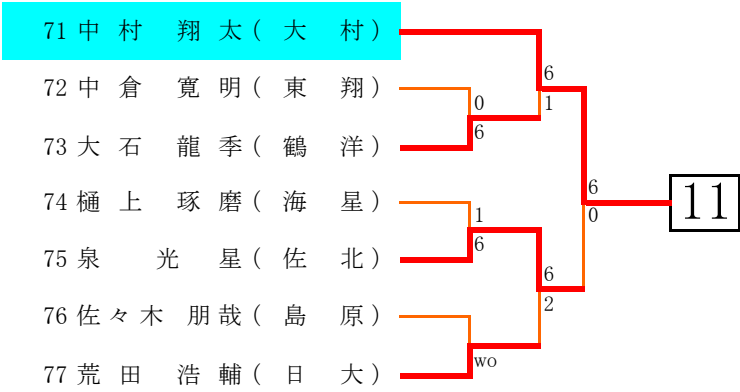 71 中 村 翔 太 ( 大 村 )
6
72 中 倉 寛 明 ( 東 翔 )
0 1
6
73 大 石 龍 季 ( 鶴 洋 )
6
74 樋 上 琢 磨 ( 海 星 )
11
1 0
6
75 泉 光 星 ( 佐 北 )
6
2
76 佐 々 木 朋 哉 ( 島 原 )
wo
77 荒 田 浩 輔 ( 日 大 )